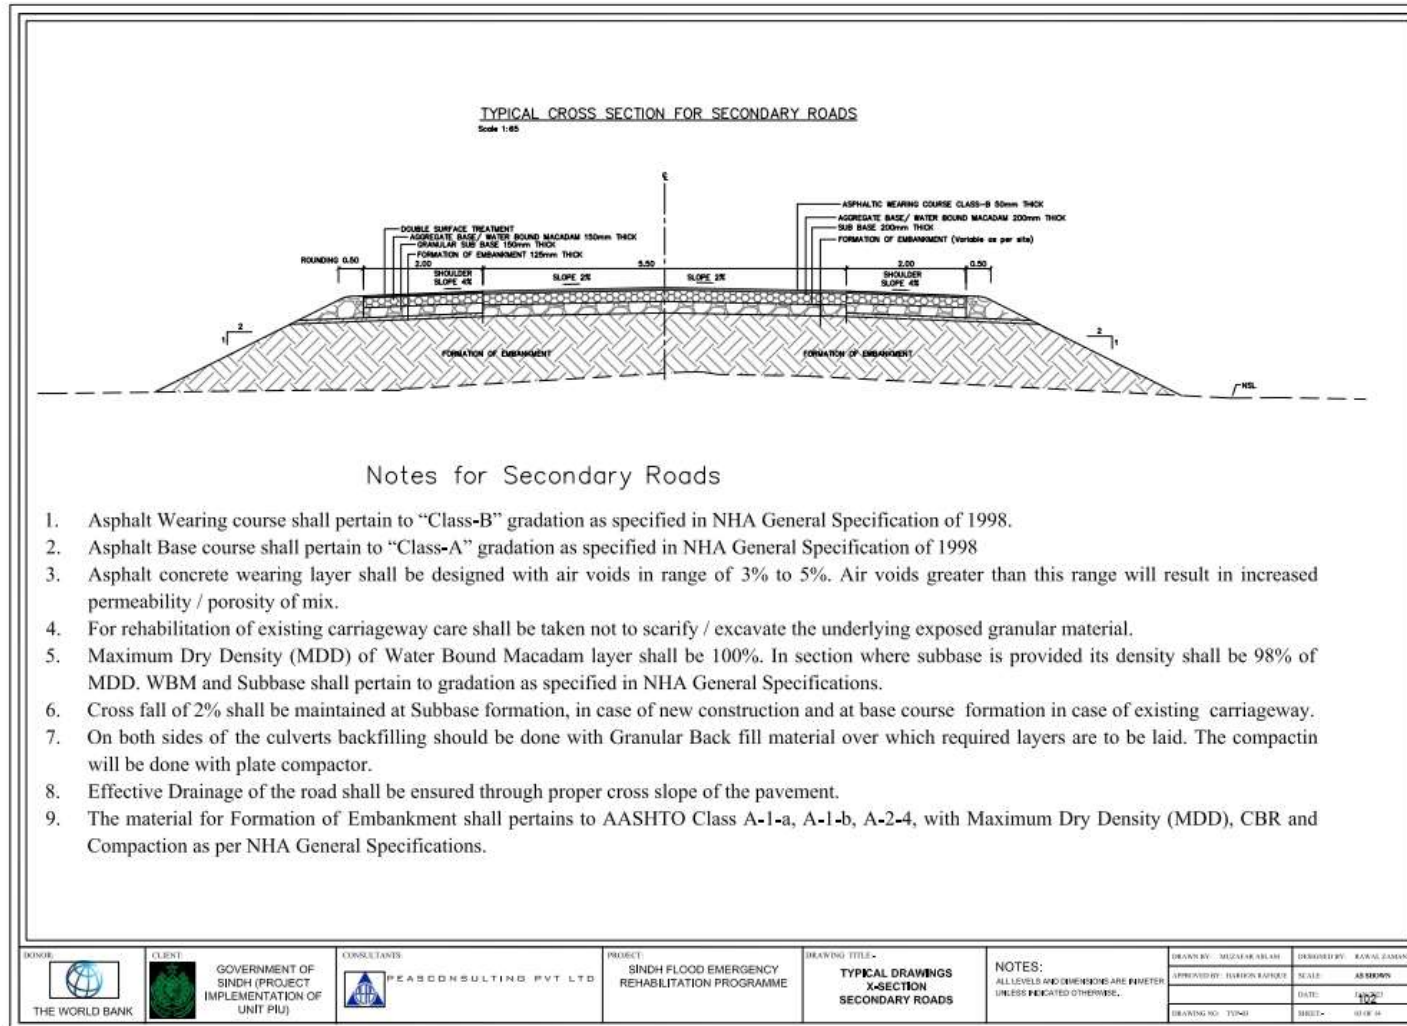 TYPICAL CROSS SECTION FOR SECONDARY ROADS
Scale 1:65
℄
ASPHALTIC WEARING COURSE CLASS-B 50mm THICK
AGGREGATE BASE/ WATER BOUND MACADAM 200mm THICK
SUB BASE 200mm THICK
FORMATION OF EMBANKMENT (Variable as per site)
DOUBLE SURFACE TREATMENT
AGGREGATE BASE/ WATER BOUND MACADAM 150mm THICK
GRANULAR SUB BASE 150mm THICK
FORMATION OF EMBANKMENT 125mm THICK
ROUNDING 0.50 2.00 5.50 2.00 0.50
SHOULDER
SLOPE 4%
SLOPE 2%
SLOPE 2%
SHOULDER
SLOPE 4%
2
1
2
1
FORMATION OF EMBANKMENT
FORMATION OF EMBANKMENT
NSL
Notes for Secondary Roads
1. Asphalt Wearing course shall pertain to “Class-B” gradation as specified in NHA General Specification of 1998.
2. Asphalt Base course shall pertain to “Class-A” gradation as specified in NHA General Specification of 1998
3. Asphalt concrete wearing layer shall be designed with air voids in range of 3% to 5%. Air voids greater than this range will result in increased
permeability / porosity of mix.
4. For rehabilitation of existing carriageway care shall be taken not to scarify / excavate the underlying exposed granular material.
5. Maximum Dry Density (MDD) of Water Bound Macadam layer shall be 100%. In section where subbase is provided its density shall be 98% of
MDD. WBM and Subbase shall pertain to gradation as specified in NHA General Specifications.
6. Cross fall of 2% shall be maintained at Subbase formation, in case of new construction and at base course formation in case of existing carriageway.
7. On both sides of the culverts backfilling should be done with Granular Back fill material over which required layers are to be laid. The compactin
will be done with plate compactor.
8. Effective Drainage of the road shall be ensured through proper cross slope of the pavement.
9. The material for Formation of Embankment shall pertains to AASHTO Class A-1-a, A-1-b, A-2-4, with Maximum Dry Density (MDD), CBR and
Compaction as per NHA General Specifications.
DONOR:
THE WORLD BANK
CLIENT:
GOVERNMENT OF
SINDH (PROJECT
IMPLEMENTATION OF
UNIT PIU)
CONSULTANTS:
PEASCONSULTING PVT LTD
PROJECT:
SINDH FLOOD EMERGENCY
REHABILITATION PROGRAMME
DRAWING TITLE:-
TYPICAL DRAWINGS
X-SECTION
SECONDARY ROADS
NOTES:
ALL LEVELS AND DIMENSIONS ARE IN METER
UNLESS INDICATED OTHERWISE.
DRAWN BY: MUZAFAR ASLAM
DESIGNED BY: RAWAL ZAMAN
APPROVED BY: HAROON RAFIQUE
SCALE: AS SHOWN
DATE:
102
DRAWING NO: TYP-03
SHEET:- 03 OF